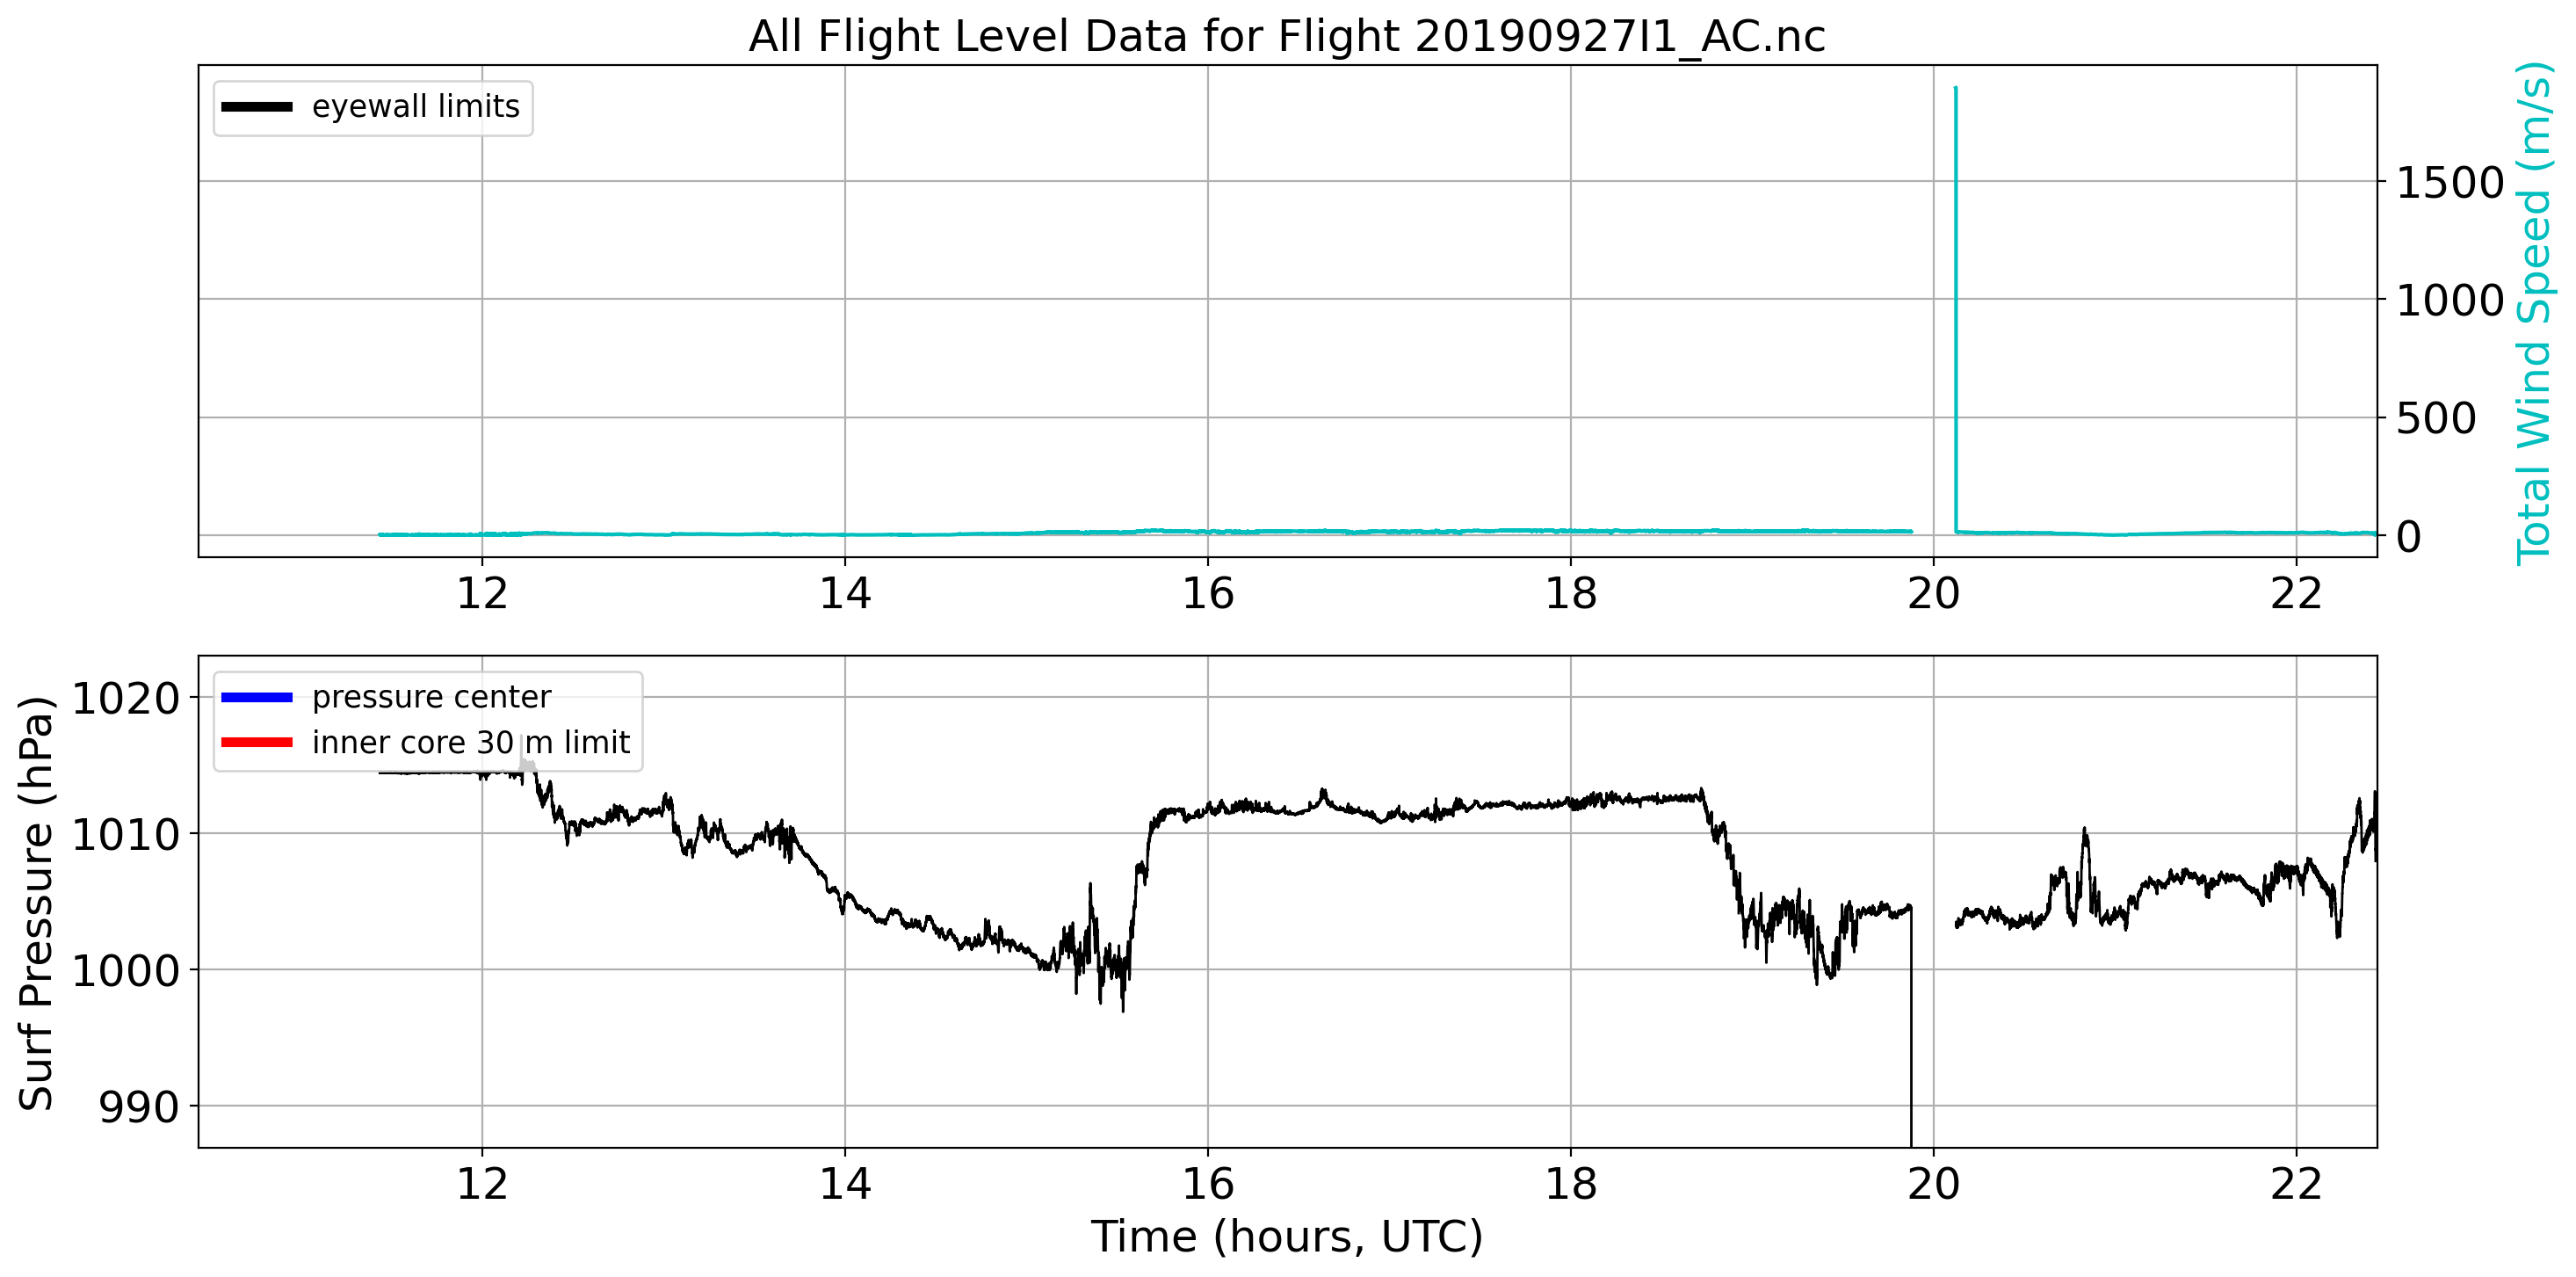 All Flight Level Data for Flight 20190927I1_AC.nc
eyewall limits
1500
1000
500
0
Total Wind Speed (m/s)
12 14 16 18 20 22
pressure center
inner core 30 m limit
1020
1010
1000
990
Surf Pressure (hPa)
12 14 16 18 20 22
Time (hours, UTC)